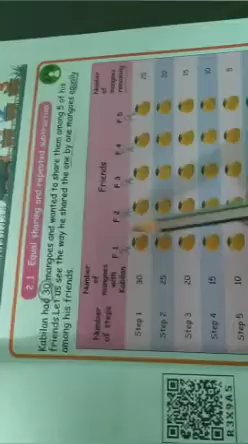 2.1 Equal sharing and repeated subtraction
Kabilan had 30 mangoes and wanted to share them among 5 of his
friends. Let us see the way he shared the one by one mangoes equally
among his friends.
Number of steps
Number of mangoes with Kabilan
Friends
Number of mangoes remaining
F 1 F 2 F 3 F 4 F 5
Step 1 30 25
Step 2 25 20
Step 3 20 15
Step 4 15 10
Step 5 10 5
R3X9A5